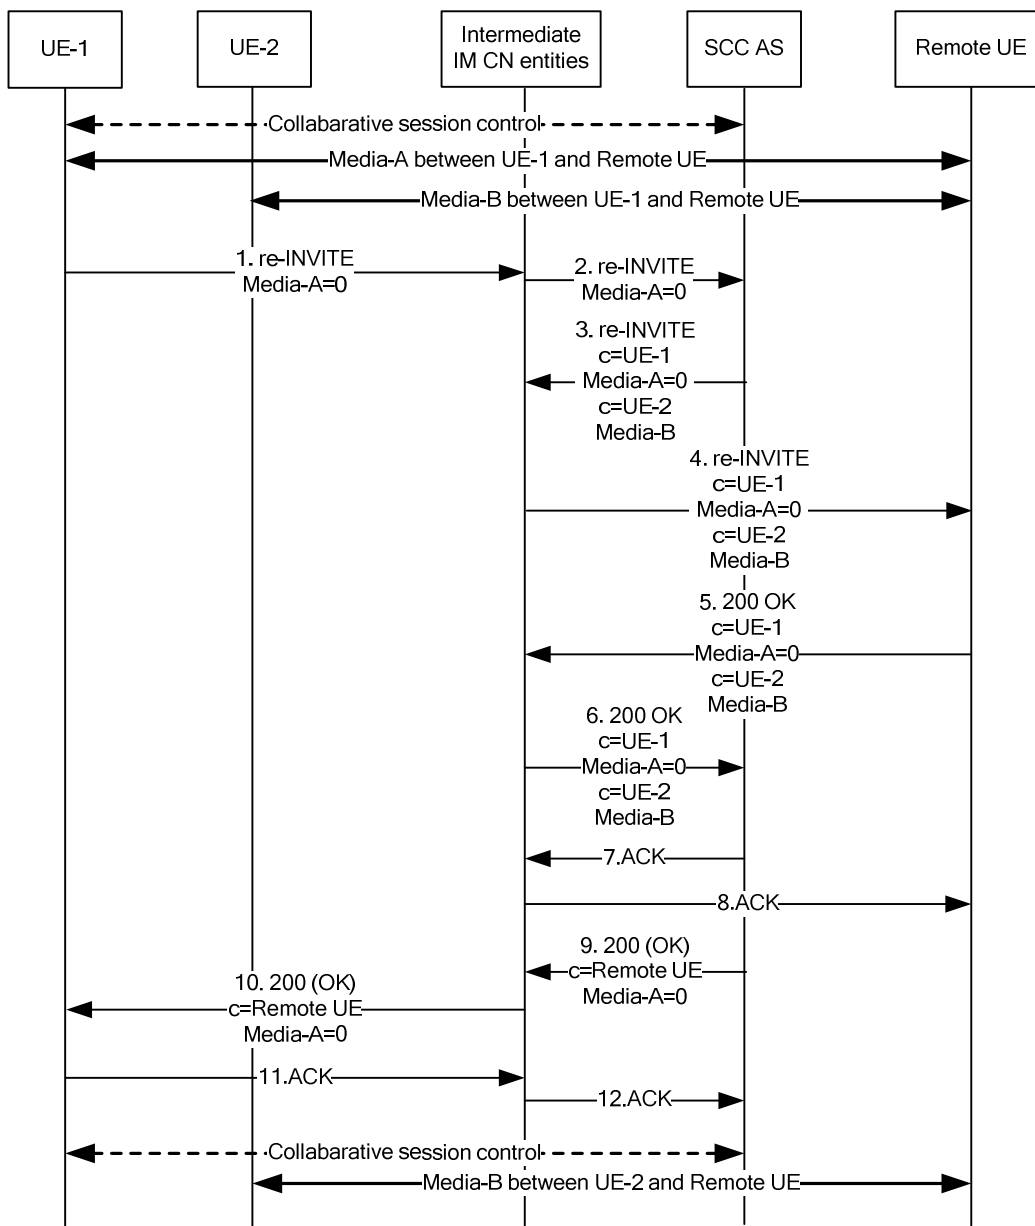 UE-1
UE-2
Intermediate
IM CN entities
SCC AS
Remote UE
Collabarative session control
Media-A between UE-1 and Remote UE
Media-B between UE-1 and Remote UE
1. re-INVITE
Media-A=0
2. re-INVITE
Media-A=0
3. re-INVITE
c=UE-1
Media-A=0
c=UE-2
Media-B
4. re-INVITE
c=UE-1
Media-A=0
c=UE-2
Media-B
5. 200 OK
c=UE-1
Media-A=0
c=UE-2
Media-B
6. 200 OK
c=UE-1
Media-A=0
c=UE-2
Media-B
7.ACK
8.ACK
9. 200 (OK)
c=Remote UE
Media-A=0
10. 200 (OK)
c=Remote UE
Media-A=0
11.ACK
12.ACK
Collabarative session control
Media-B between UE-2 and Remote UE